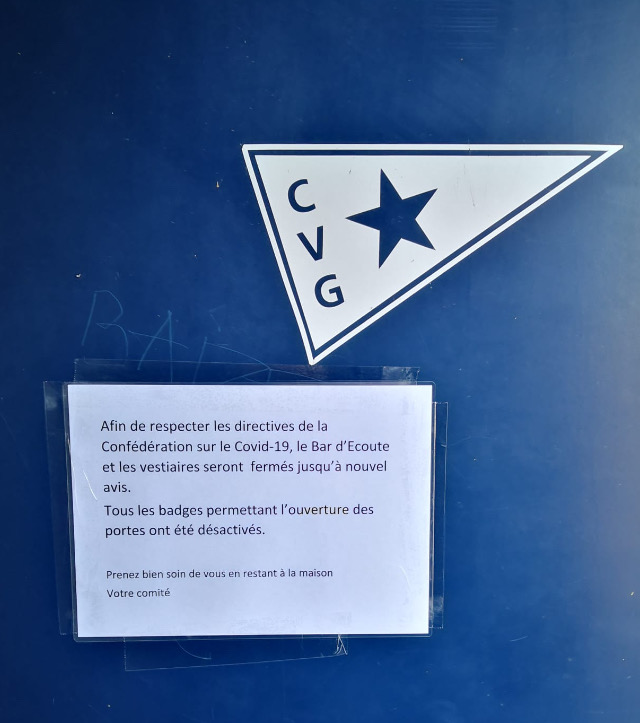 C
V
G
BAR
Afin de respecter les directives de la
Confédération sur le Covid-19, le Bar d’Ecoute
et les vestiaires seront fermés jusqu’à nouvel
avis.
Tous les badges permettant l’ouverture des
portes ont été désactivés.
Prenez bien soin de vous en restant à la maison
Votre comité